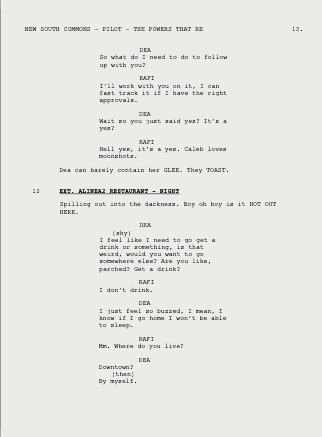 NEW SOUTH COMMONS - PILOT - THE POWERS THAT BE 13.
DEA
So what do I need to do to follow
up with you?
RAFI
I'll work with you on it, I can
fast track it if I have the right
approvals.
DEA
Wait so you just said yes? It's a
yes?
RAFI
Hell yes, it's a yes. Caleb loves
moonshots.
Dea can barely contain her GLEE. They TOAST.
12 EXT. ALINEA2 RESTAURANT - NIGHT
Spilling out into the darkness. Boy oh boy is it HOT OUT
HERE.
DEA
(shy)
I feel like I need to go get a
drink or something, is that
weird, would you want to go
somewhere else? Are you like,
parched? Get a drink?
RAFI
I don't drink.
DEA
I just feel so buzzed, I mean, I
know if I go home I won't be able
to sleep.
RAFI
Mm. Where do you live?
DEA
Downtown?
(then)
By myself.